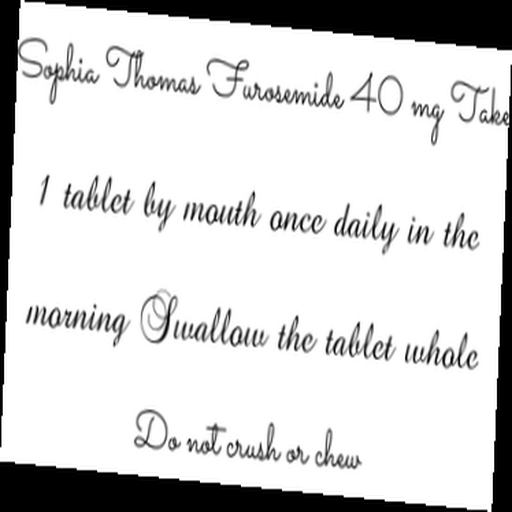 Sophia Thomas Furosemide 40 mg Take
1 tablet by mouth once daily in the
morning Swallow the tablet whole
Do not crush or chew